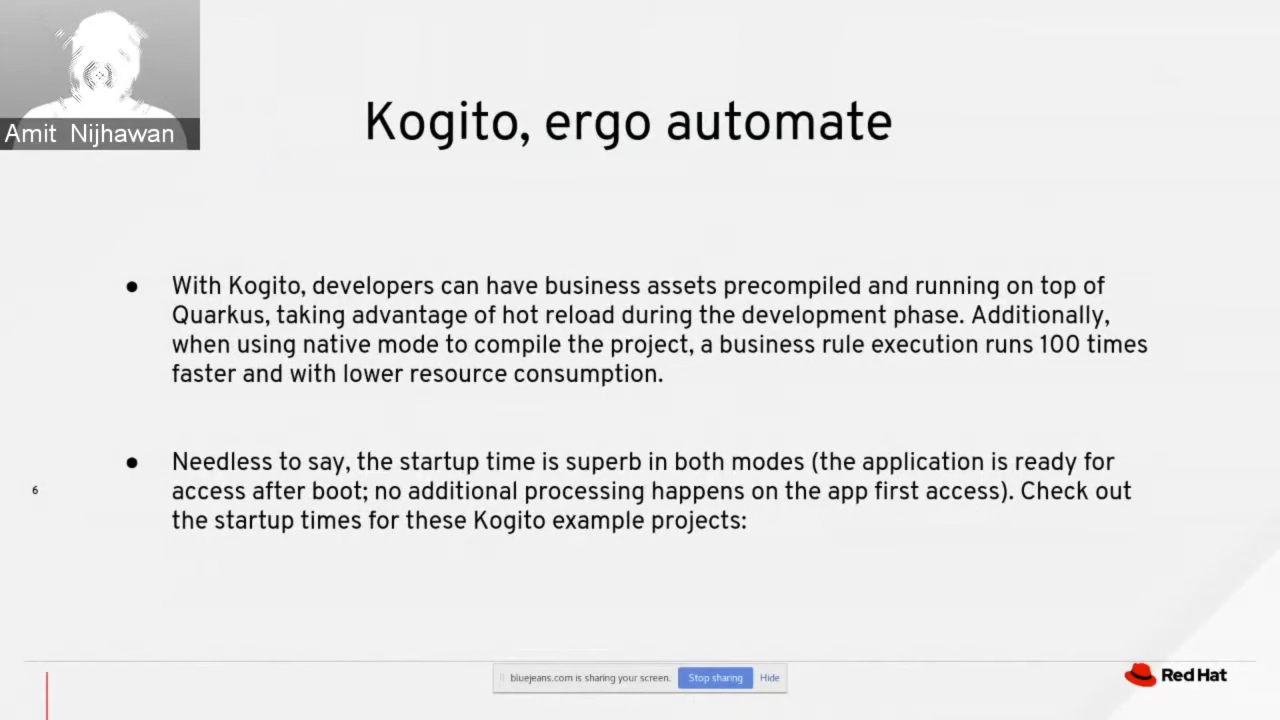 Amit Nijhawan
Kogito, ergo automate
● With Kogito, developers can have business assets precompiled and running on top of
Quarkus, taking advantage of hot reload during the development phase. Additionally,
when using native mode to compile the project, a business rule execution runs 100 times
faster and with lower resource consumption.
● Needless to say, the startup time is superb in both modes (the application is ready for
access after boot; no additional processing happens on the app first access). Check out
the startup times for these Kogito example projects:
6
bluejeans.com is sharing your screen. Stop sharing Hide
Red Hat